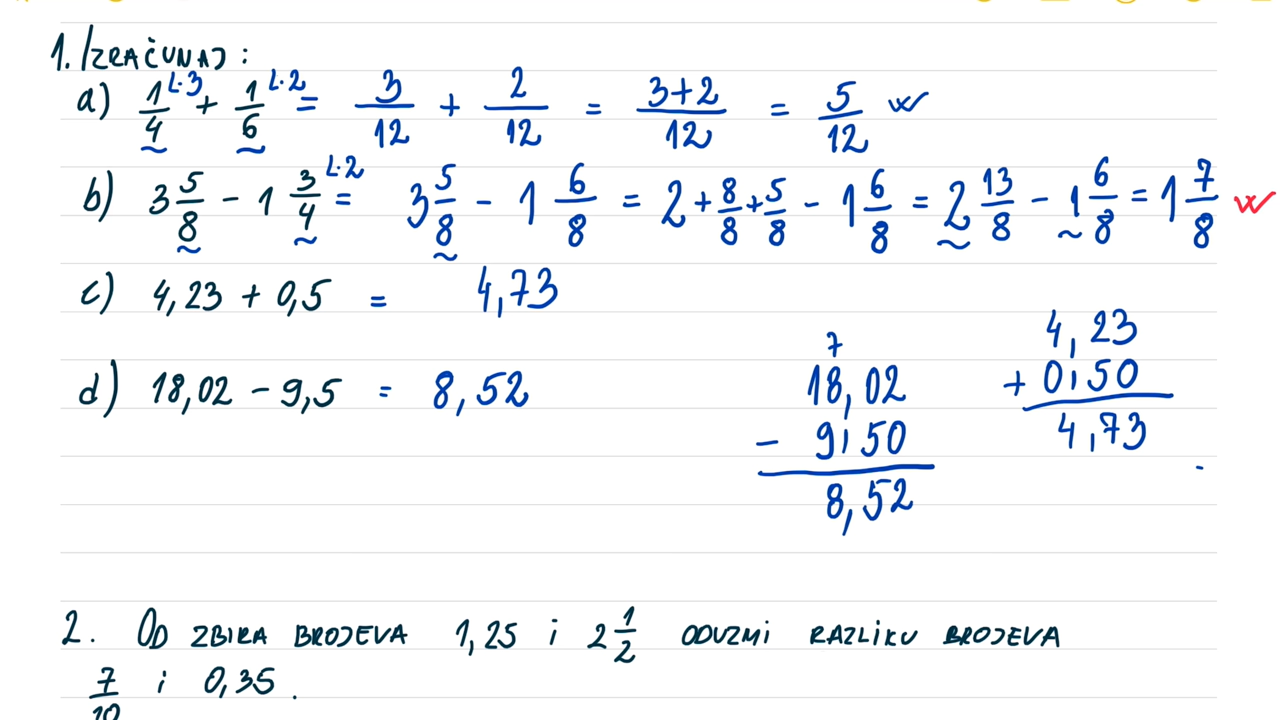 1. IZRAČUNAJ:
a) 1/4 L·3 + 1/6 L·2 = 3/12 + 2/12 = 3+2/12 = 5/12
b) 3 5/8 - 1 3/4 L·2 = 3 5/8 - 1 6/8 = 2 + 8/8 + 5/8 - 1 6/8 = 2 13/8 - 1 6/8 = 1 7/8
c) 4,23 + 0,5 = 4,73
4,23
+ 0,50
4,73
d) 18,02 - 9,5 = 8,52
7
18,02
- 9,50
8,52
2. OD ZBIRA BROJEVA 1,25 i 2 1/2 ODUZMI RAZLIKU BROJEVA
7/10 i 0,35.